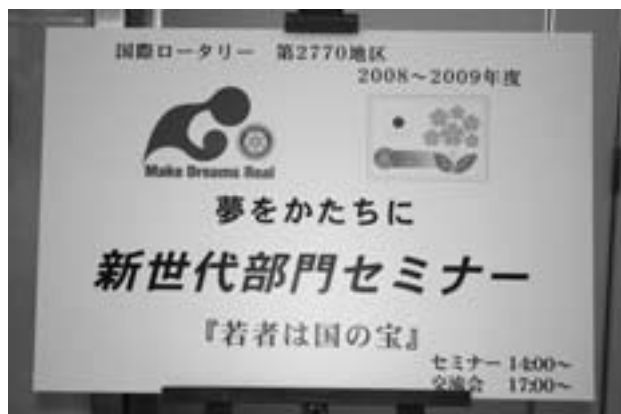 国際ロータリー　第2770地区
2008～2009年度
Make Dreams Real
夢をかたちに
新世代部門セミナー
『若者は国の宝』
セミナー 14:00～
交流会　17:00～